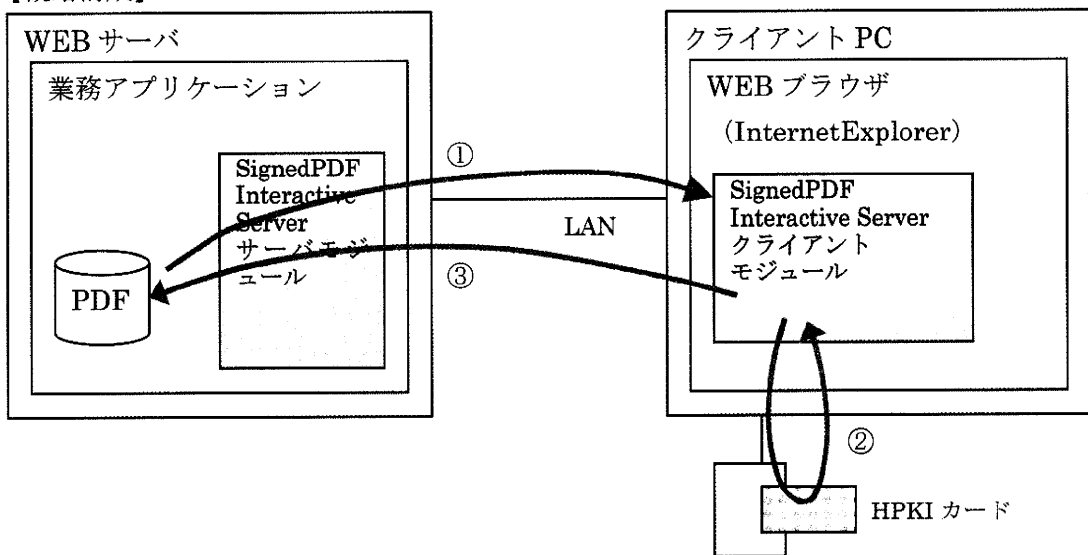 WEB サーバ
業務アプリケーション
SignedPDF
Interactive
Server
サーバモジ
ュール
PDF
①
LAN
③
クライアント PC
WEB ブラウザ
(InternetExplorer)
SignedPDF
Interactive Server
クライアント
モジュール
②
HPKI カード